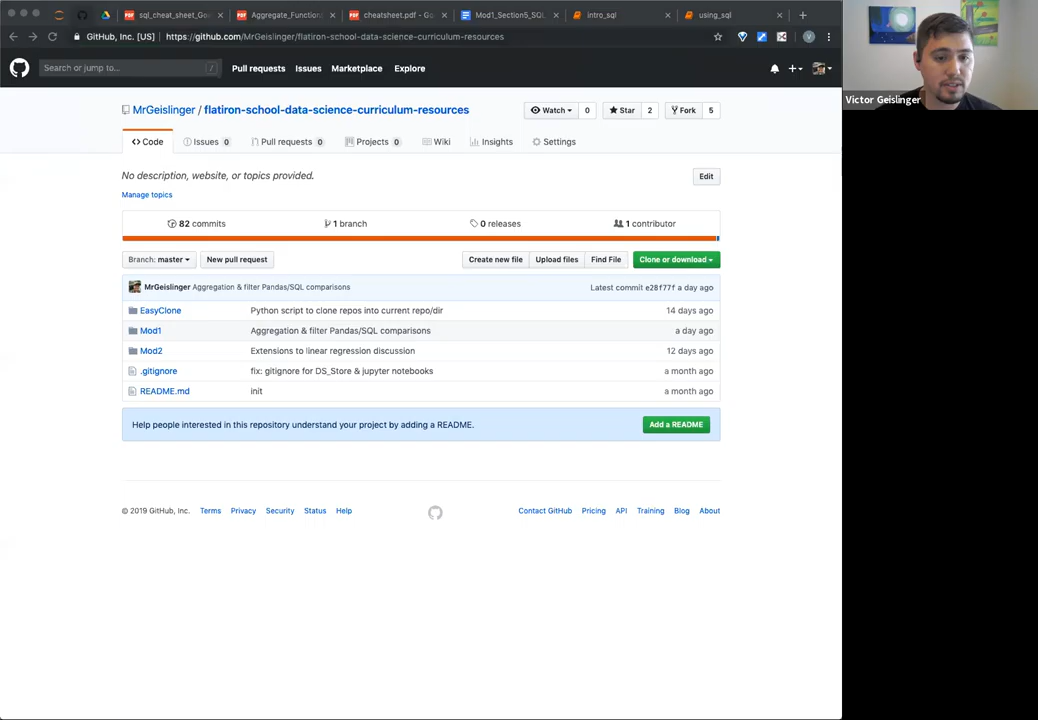 sql_cheat_sheet_Goo
Aggregate_Function
cheatsheet.pdf - Go
Mod1_Section5_SQL
intro_sql
using_sql
GitHub, Inc. [US] | https://github.com/MrGeislinger/flatiron-school-data-science-curriculum-resources
Search or jump to... /
Pull requests Issues Marketplace Explore
Victor Geislinger
MrGeislinger / flatiron-school-data-science-curriculum-resources
Watch 0 Star 2 Fork 5
Code Issues 0 Pull requests 0 Projects 0 Wiki Insights Settings
No description, website, or topics provided. Edit
Manage topics
82 commits 1 branch 0 releases 1 contributor
Branch: master New pull request Create new file Upload files Find File Clone or download
MrGeislinger Aggregation & filter Pandas/SQL comparisons Latest commit e28f77f a day ago
EasyClone Python script to clone repos into current repo/dir 14 days ago
Mod1 Aggregation & filter Pandas/SQL comparisons a day ago
Mod2 Extensions to linear regression discussion 12 days ago
.gitignore fix: gitignore for DS_Store & jupyter notebooks a month ago
README.md init a month ago
Help people interested in this repository understand your project by adding a README. Add a README
© 2019 GitHub, Inc. Terms Privacy Security Status Help Contact GitHub Pricing API Training Blog About